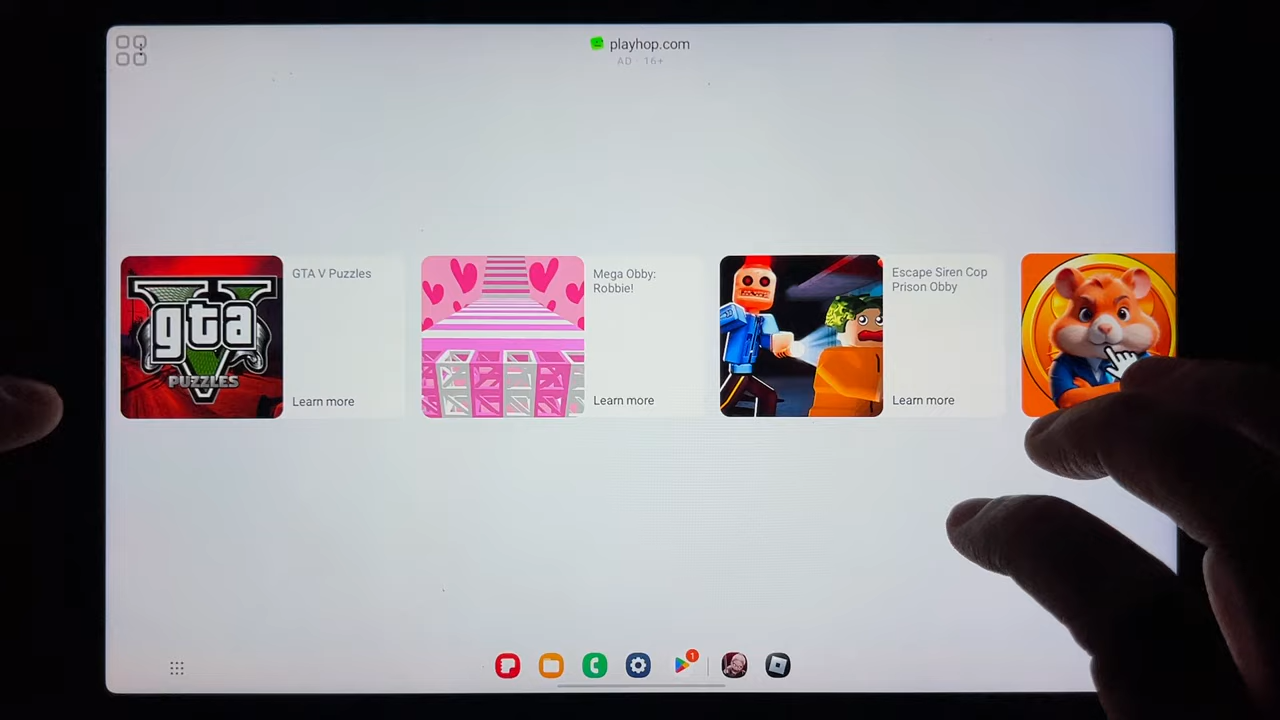 playhop.com
AD · 16+
GTA V Puzzles
Learn more
Mega Obby:
Robbie!
Learn more
Escape Siren Cop
Prison Obby
Learn more
V
gta
PUZZLES
1